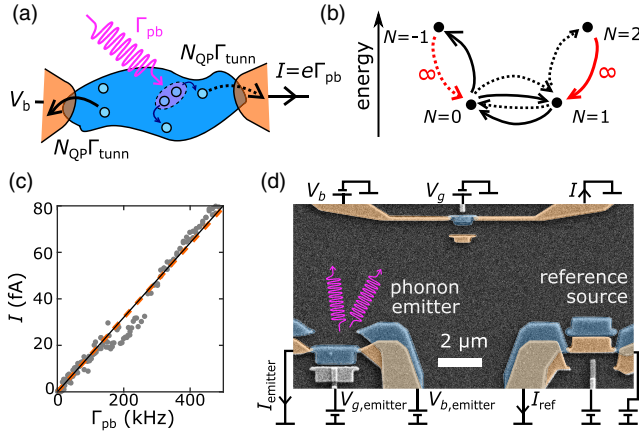 (a)
Γpb
NQPΓtunn
I=eΓpb
Vb
NQPΓtunn
(b)
energy
N=-1
N=2
∞
∞
N=0
N=1
(c)
80
60
40
20
0
I (fA)
0
200
400
Γpb (kHz)
(d)
Vb
Vg
I
phonon
emitter
reference
source
2 μm
Iemitter
Vg,emitter
Vb,emitter
Iref